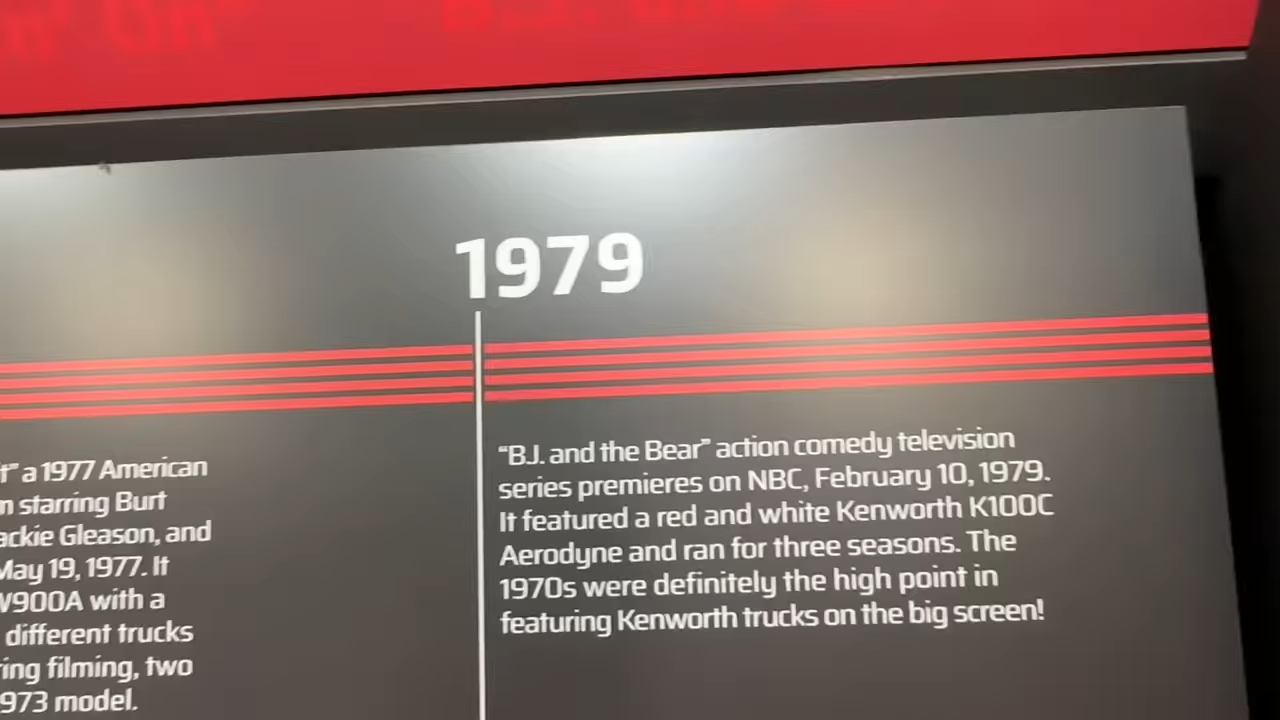 B.J. and
1979
t" a 1977 American
starring Burt
Gleason, and
May 19, 1977. It
W900A with a
different trucks
filming, two
1973 model.
"B.J. and the Bear" action comedy television
series premieres on NBC, February 10, 1979.
It featured a red and white Kenworth K100C
Aerodyne and ran for three seasons. The
1970s were definitely the high point in
featuring Kenworth trucks on the big screen!